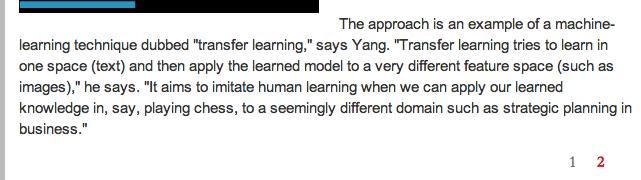 The approach is an example of a machine-
learning technique dubbed "transfer learning," says Yang. "Transfer learning tries to learn in
one space (text) and then apply the learned model to a very different feature space (such as
images)," he says. "It aims to imitate human learning when we can apply our learned
knowledge in, say, playing chess, to a seemingly different domain such as strategic planning in
business."
1 2